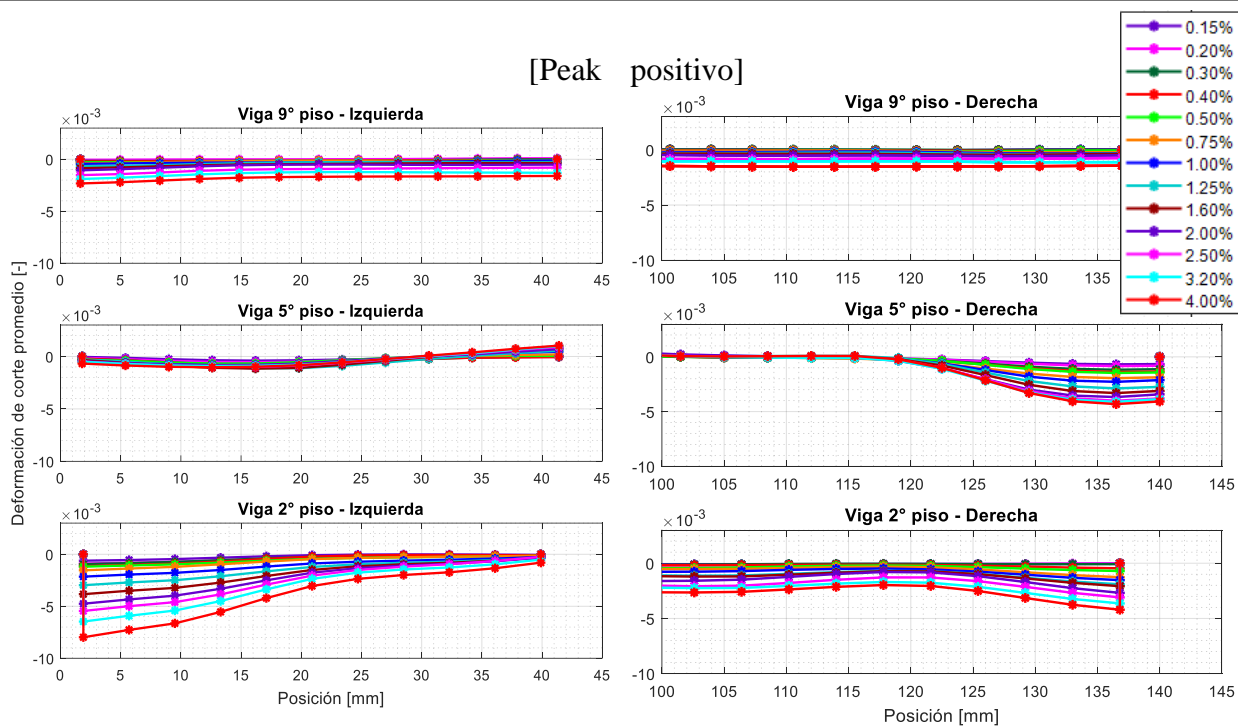 [Peak positivo]
0.15%
0.20%
0.30%
0.40%
0.50%
0.75%
1.00%
1.25%
1.60%
2.00%
2.50%
3.20%
4.00%
Deformación de corte promedio [-]
Viga 9° piso - Izquierda
×10-3
0
-5
-10
0 5 10 15 20 25 30 35 40 45
Viga 9° piso - Derecha
×10-3
0
-5
-10
100 105 110 115 120 125 130 135
Viga 5° piso - Izquierda
×10-3
0
-5
-10
0 5 10 15 20 25 30 35 40 45
Viga 5° piso - Derecha
×10-3
0
-5
-10
100 105 110 115 120 125 130 135 140 145
Viga 2° piso - Izquierda
×10-3
0
-5
-10
0 5 10 15 20 25 30 35 40 45
Posición [mm]
Viga 2° piso - Derecha
×10-3
0
-5
-10
100 105 110 115 120 125 130 135 140 145
Posición [mm]